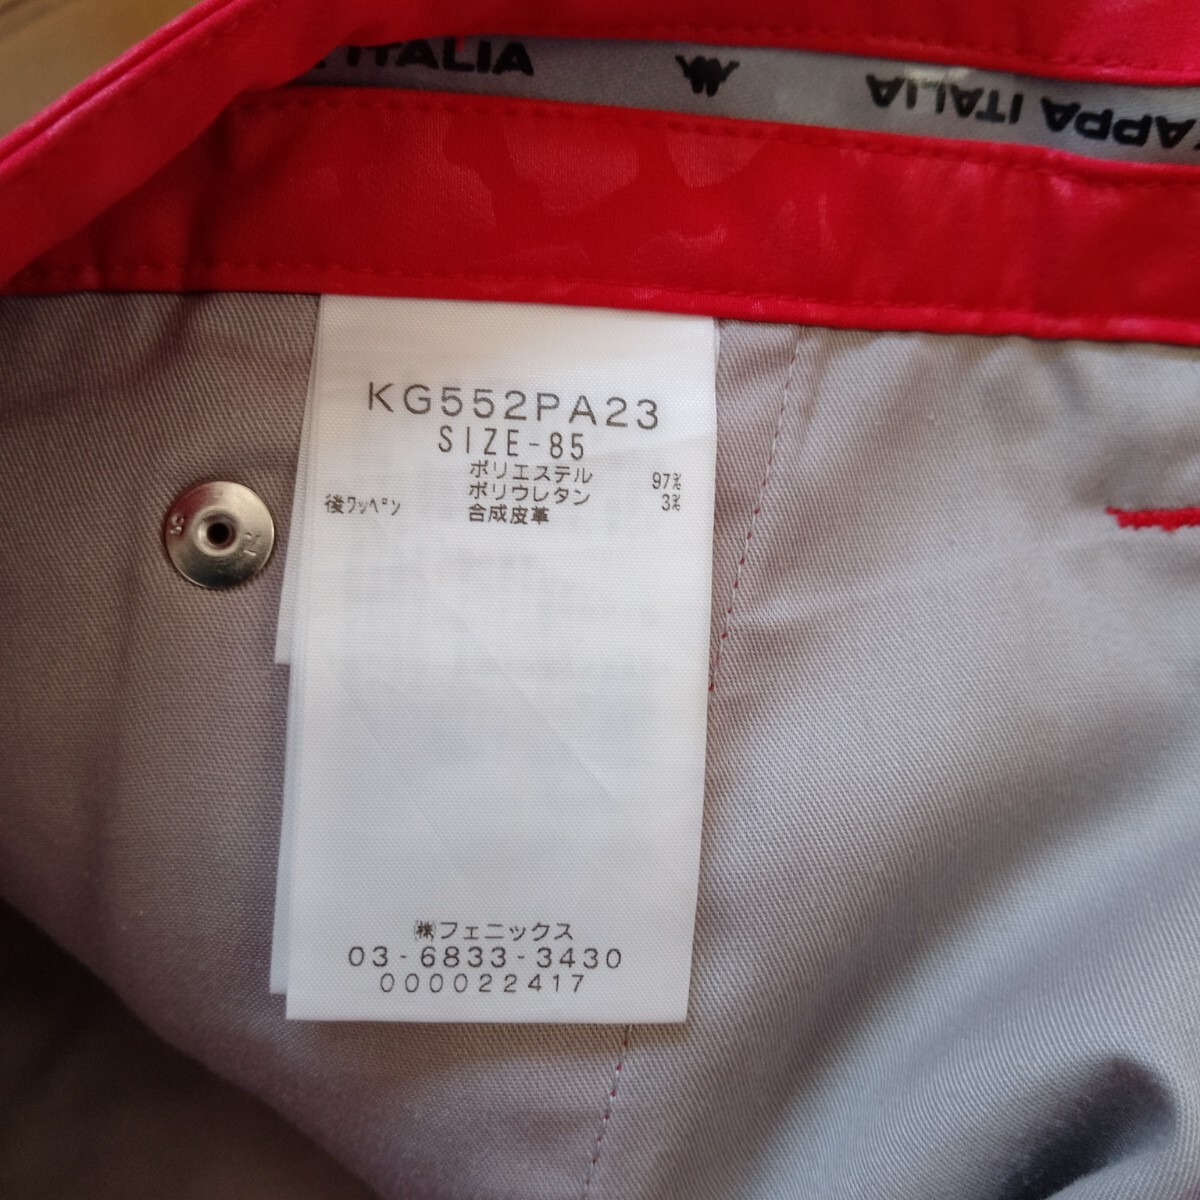 ITALIA
KAPPA ITALIA
KG552PA23
SIZE-85
ポリエステル 97%
ポリウレタン 3%
後ワッペン 合成皮革
㈱フェニックス
03-6833-3430
000022417